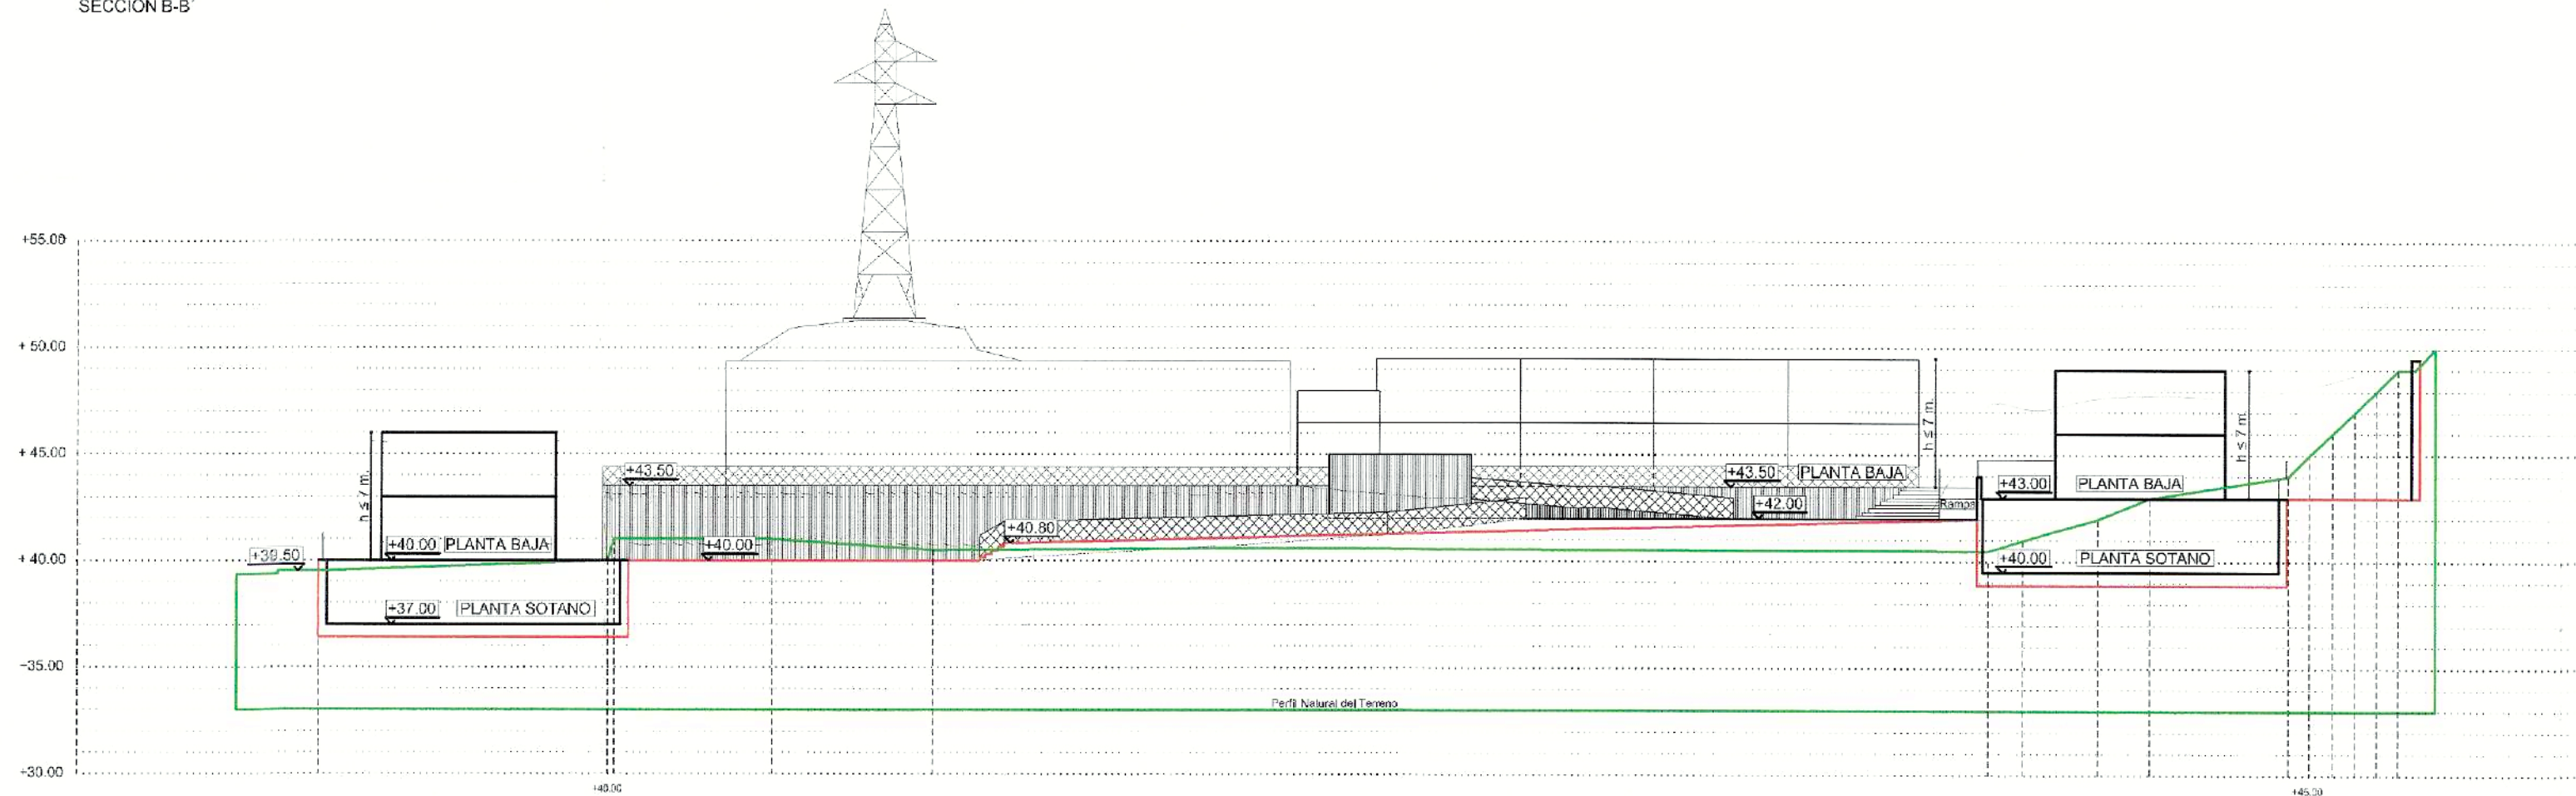 SECCION B-B'
+55.00
+ 50.00
+ 45.00
+ 40.00
+35.00
+30.00
h ≤ 7 m.
+39.50
+40.00 PLANTA BAJA
+37.00 PLANTA SOTANO
+43.50
+40.00
+40.80
+43.50 PLANTA BAJA
+42.00
Rampa
h ≤ 7 m.
+43.00 PLANTA BAJA
+40.00 PLANTA SOTANO
h ≤ 7 m.
Perfil Natural del Terreno
+40.00
+45.00